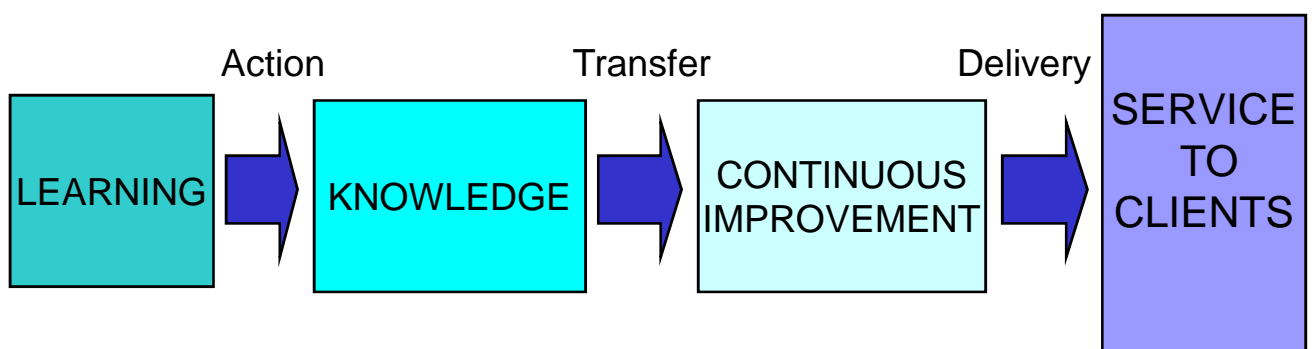 Action
Transfer
Delivery
LEARNING
KNOWLEDGE
CONTINUOUS
IMPROVEMENT
SERVICE
TO
CLIENTS